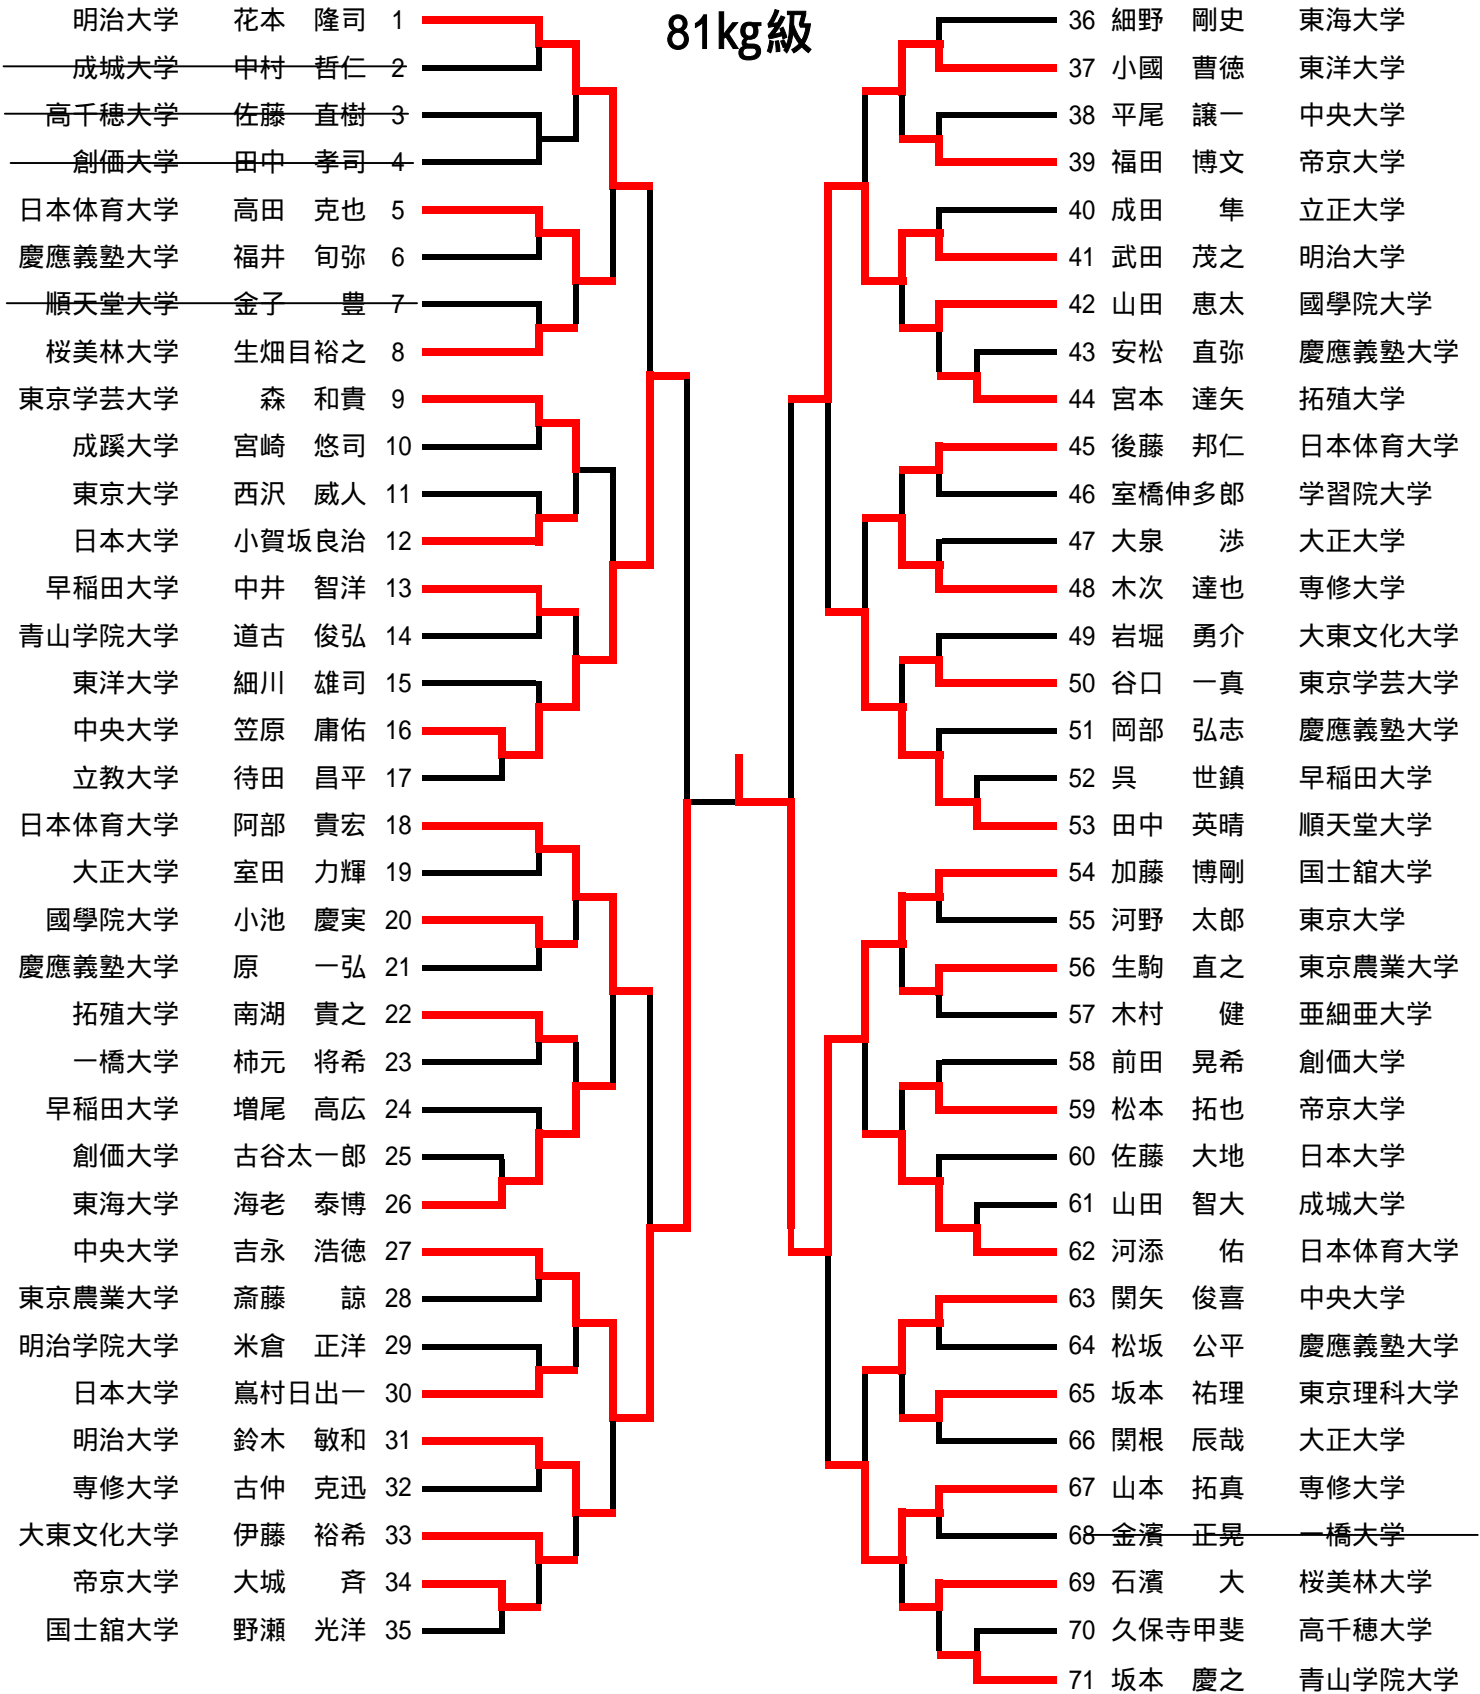 81kg級
明治大学 花本 隆司 1
成城大学 中村 哲仁 2
高千穂大学 佐藤 直樹 3
創価大学 田中 孝司 4
日本体育大学 高田 克也 5
慶應義塾大学 福井 旬弥 6
順天堂大学 金子 豊 7
桜美林大学 生畑目裕之 8
東京学芸大学 森 和貴 9
成蹊大学 宮崎 悠司 10
東京大学 西沢 威人 11
日本大学 小賀坂良治 12
早稲田大学 中井 智洋 13
青山学院大学 道古 俊弘 14
東洋大学 細川 雄司 15
中央大学 笠原 庸佑 16
立教大学 待田 昌平 17
日本体育大学 阿部 貴宏 18
大正大学 室田 力輝 19
國學院大学 小池 慶実 20
慶應義塾大学 原 一弘 21
拓殖大学 南湖 貴之 22
一橋大学 柿元 将希 23
早稲田大学 増尾 高広 24
創価大学 古谷太一郎 25
東海大学 海老 泰博 26
中央大学 吉永 浩徳 27
東京農業大学 斎藤 諒 28
明治学院大学 米倉 正洋 29
日本大学 嶌村日出一 30
明治大学 鈴木 敏和 31
専修大学 古仲 克迅 32
大東文化大学 伊藤 裕希 33
帝京大学 大城 斉 34
国士舘大学 野瀬 光洋 35
36 細野 剛史 東海大学
37 小國 曹徳 東洋大学
38 平尾 譲一 中央大学
39 福田 博文 帝京大学
40 成田 隼 立正大学
41 武田 茂之 明治大学
42 山田 恵太 國學院大学
43 安松 直弥 慶應義塾大学
44 宮本 達矢 拓殖大学
45 後藤 邦仁 日本体育大学
46 室橋伸多郎 学習院大学
47 大泉 渉 大正大学
48 木次 達也 専修大学
49 岩堀 勇介 大東文化大学
50 谷口 一真 東京学芸大学
51 岡部 弘志 慶應義塾大学
52 呉 世鎮 早稲田大学
53 田中 英晴 順天堂大学
54 加藤 博剛 国士舘大学
55 河野 太郎 東京大学
56 生駒 直之 東京農業大学
57 木村 健 亜細亜大学
58 前田 晃希 創価大学
59 松本 拓也 帝京大学
60 佐藤 大地 日本大学
61 山田 智大 成城大学
62 河添 佑 日本体育大学
63 関矢 俊喜 中央大学
64 松坂 公平 慶應義塾大学
65 坂本 祐理 東京理科大学
66 関根 辰哉 大正大学
67 山本 拓真 専修大学
68 金濱 正晃 一橋大学
69 石濱 大 桜美林大学
70 久保寺甲斐 高千穂大学
71 坂本 慶之 青山学院大学